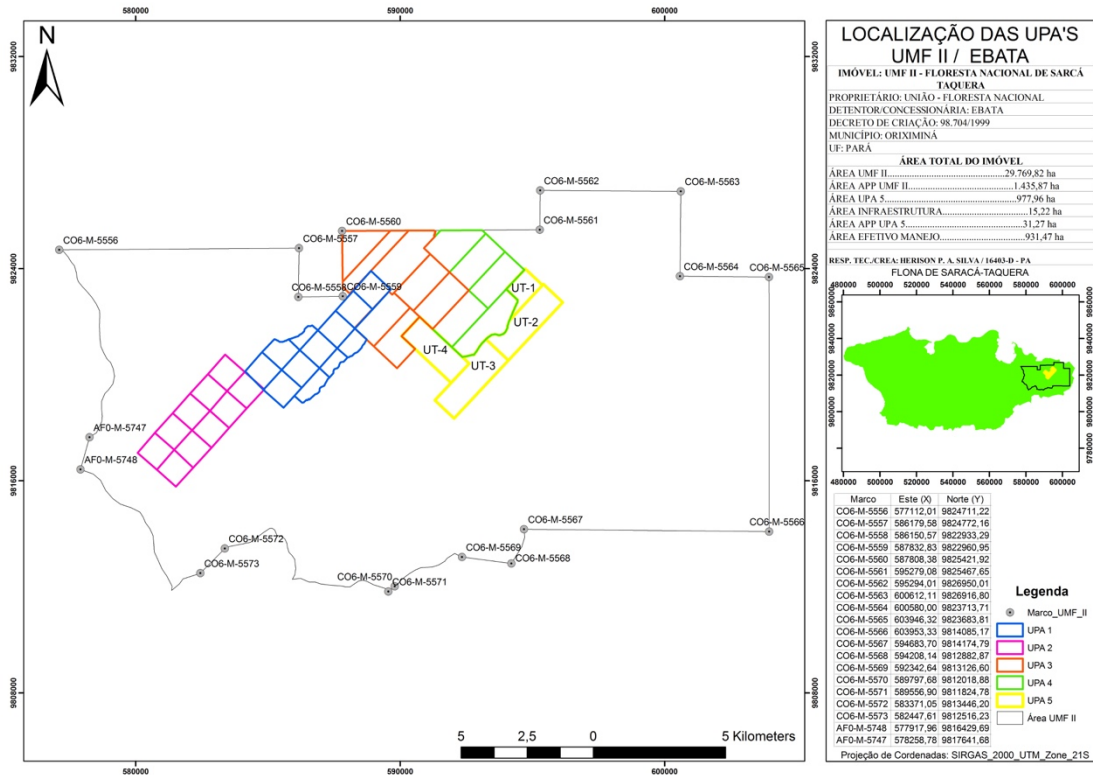 580000 590000 600000
9832000 9832000
N
CO6-M-5562 CO6-M-5563
CO6-M-5560 CO6-M-5561
CO6-M-5556 CO6-M-5557
9824000 9824000
CO6-M-5564 CO6-M-5565
CO6-M-5558 CO6-M-5559
UT-1
UT-2
UT-4
UT-3
AF0-M-5747
AF0-M-5748
9816000 9816000
CO6-M-5567 CO6-M-5566
CO6-M-5572
CO6-M-5569
CO6-M-5568
CO6-M-5573
CO6-M-5570
CO6-M-5571
9808000 9808000
5 2,5 0 5 Kilometers
580000 590000 600000
LOCALIZAÇÃO DAS UPA'S
UMF II / EBATA
IMÓVEL: UMF II - FLORESTA NACIONAL DE SARCÁ
TAQUERA
PROPRIETÁRIO: UNIÃO - FLORESTA NACIONAL
DETENTOR/CONCESSIONÁRIA: EBATA
DECRETO DE CRIAÇÃO: 98.704/1999
MUNICÍPIO: ORIXIMINÁ
UF: PARÁ
ÁREA TOTAL DO IMÓVEL
ÁREA UMF II...............................................29.769,82 ha
ÁREA APP UMF II........................................1.435,87 ha
ÁREA UPA 5...................................................977,96 ha
ÁREA INFRAESTRUTURA.............................15,22 ha
ÁREA APP UPA 5.............................................31,27 ha
ÁREA EFETIVO MANEJO..............................931,47 ha
RESP. TEC./CREA: HERISON P. A. SILVA / 16403-D - PA
FLONA DE SARACÁ-TAQUERA
9860000 9860000
9840000 9840000
9820000 9820000
9800000 9800000
9780000 9780000
480000 500000 520000 540000 560000 580000 600000
Marco Este (X) Norte (Y)
CO6-M-5556 577112,01 9824711,22
CO6-M-5557 586179,58 9824772,16
CO6-M-5558 586150,57 9822933,29
CO6-M-5559 587832,83 9822960,95
CO6-M-5560 587808,38 9825421,92
CO6-M-5561 595279,08 9825467,65
CO6-M-5562 595294,01 9826950,01
CO6-M-5563 600612,11 9826916,80
CO6-M-5564 600580,00 9823713,71
CO6-M-5565 603946,32 9823683,81
CO6-M-5566 603953,33 9814085,17
CO6-M-5567 594683,70 9814174,79
CO6-M-5568 594208,14 9812882,87
CO6-M-5569 592342,64 9813126,60
CO6-M-5570 589797,68 9812018,88
CO6-M-5571 589556,90 9811824,78
CO6-M-5572 583371,05 9813446,20
CO6-M-5573 582447,61 9812516,23
AF0-M-5748 577917,96 9816429,69
AF0-M-5747 578258,78 9817641,68
Legenda
Marco_UMF_II
UPA 1
UPA 2
UPA 3
UPA 4
UPA 5
Área UMF II
Projeção de Cordenadas: SIRGAS_2000_UTM_Zone_21S